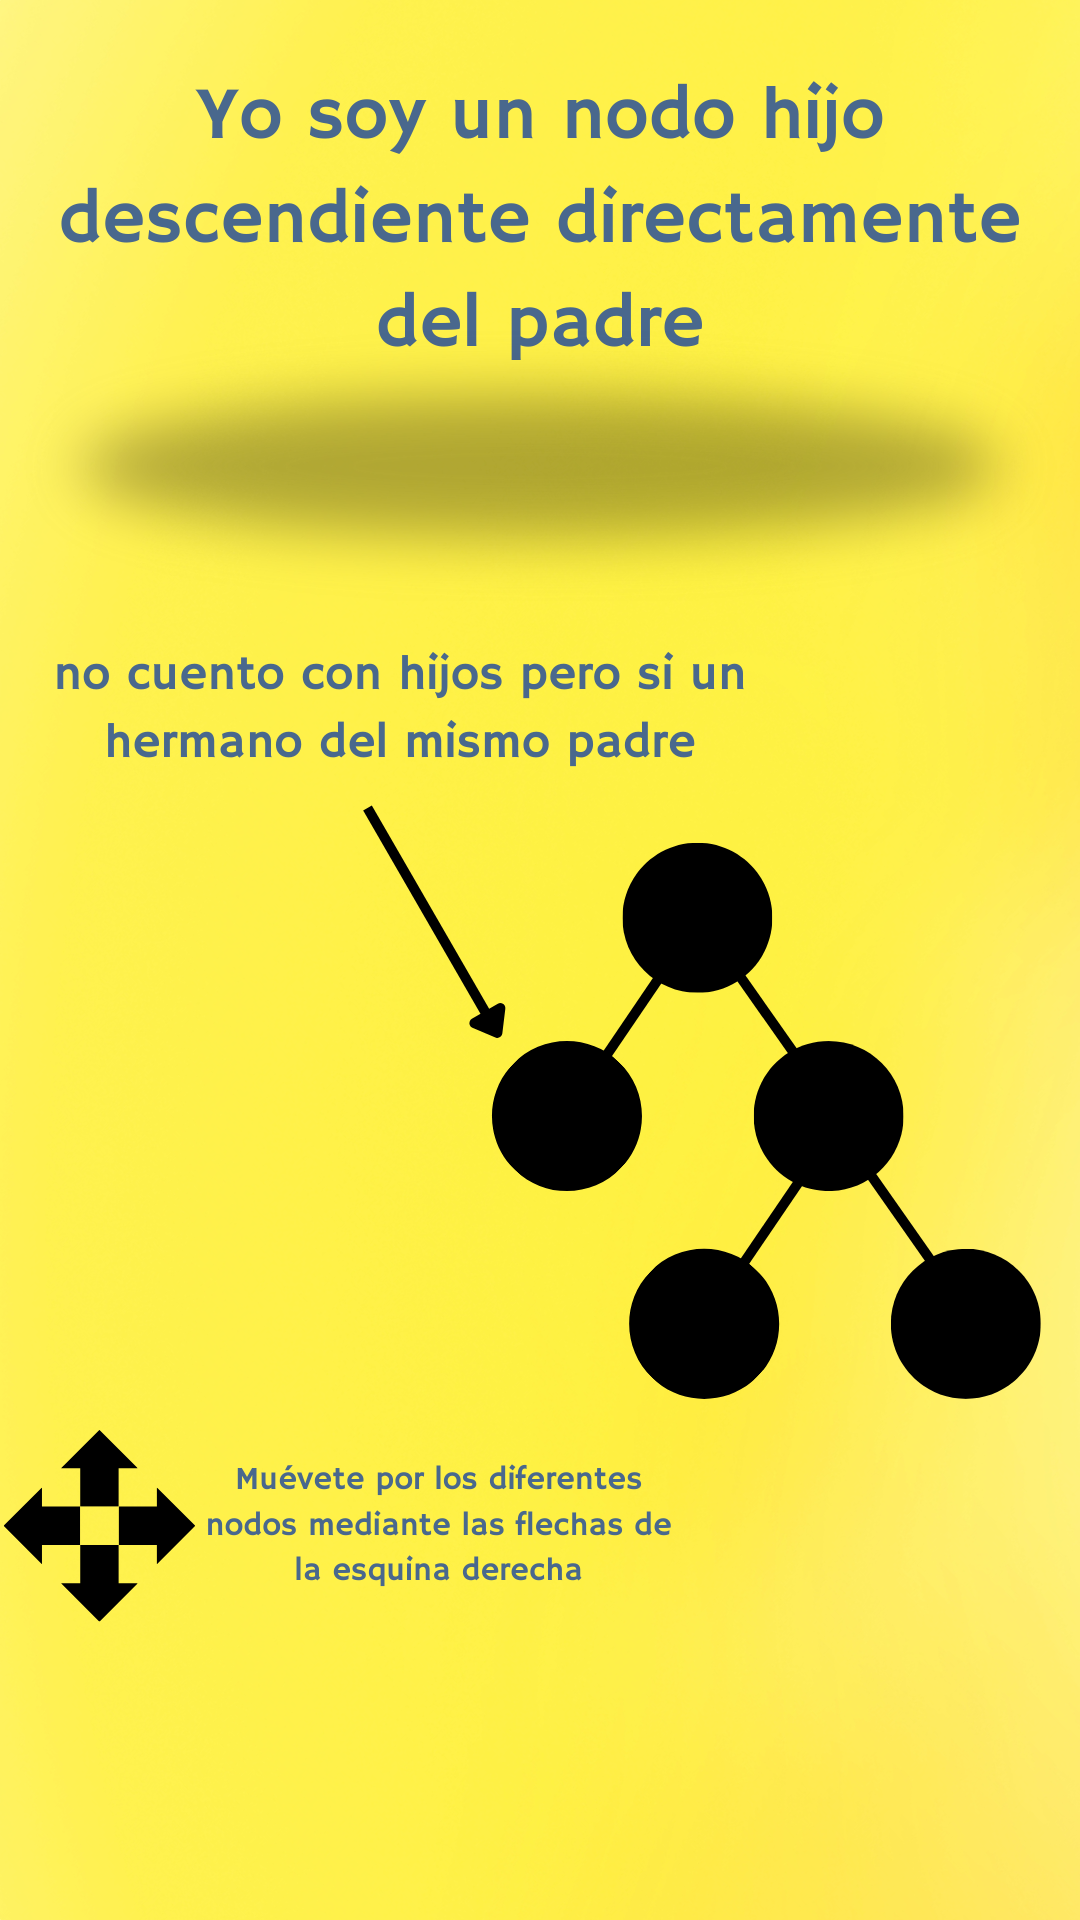 Yo soy un nodo hijo
descendiente directamente
del padre
no cuento con hijos pero si un
hermano del mismo padre
Muévete por los diferentes
nodos mediante las flechas de
la esquina derecha